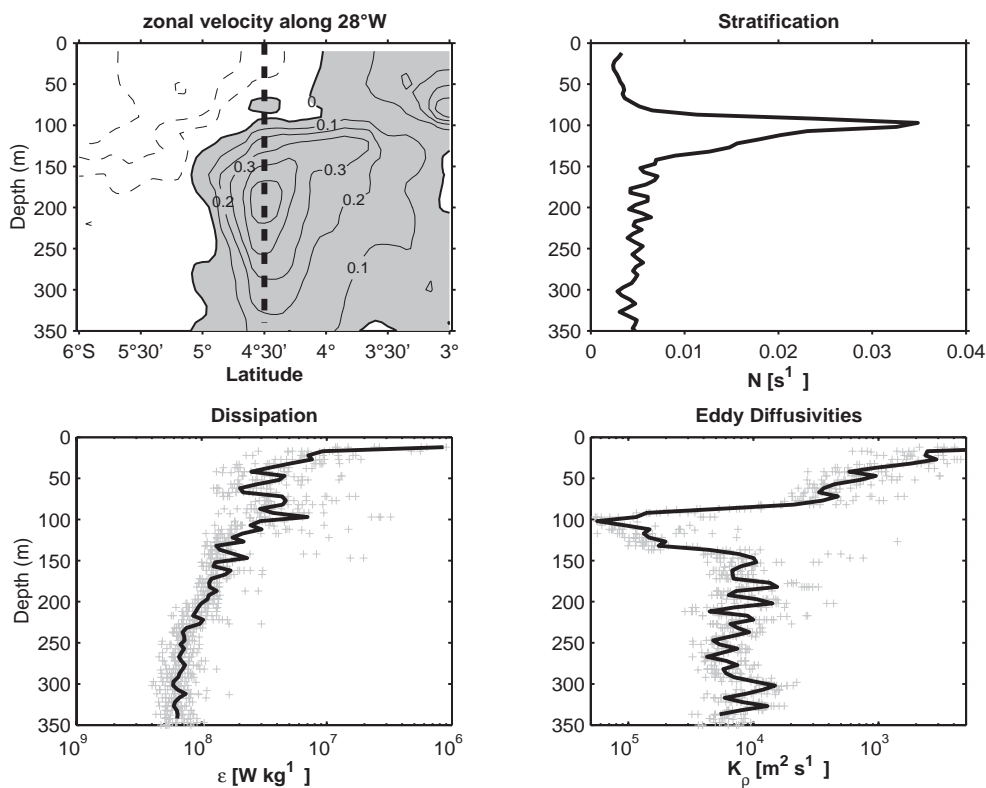 zonal velocity along 28°W
0
50
100
150
200
250
300
350
Depth (m)
0
0.1
0.3
0.3
0.2
0.2
0.1
6°S 5°30’ 5° 4°30’ 4° 3°30’ 3°
Latitude
Stratification
0
50
100
150
200
250
300
350
0 0.01 0.02 0.03 0.04
N [s¹ ]
Dissipation
0
50
100
150
200
250
300
350
Depth (m)
10⁹ 10⁸ 10⁷ 10⁶
ε [W kg¹ ]
Eddy Diffusivities
0
50
100
150
200
250
300
350
10⁵ 10⁴ 10³
Kρ [m² s¹ ]